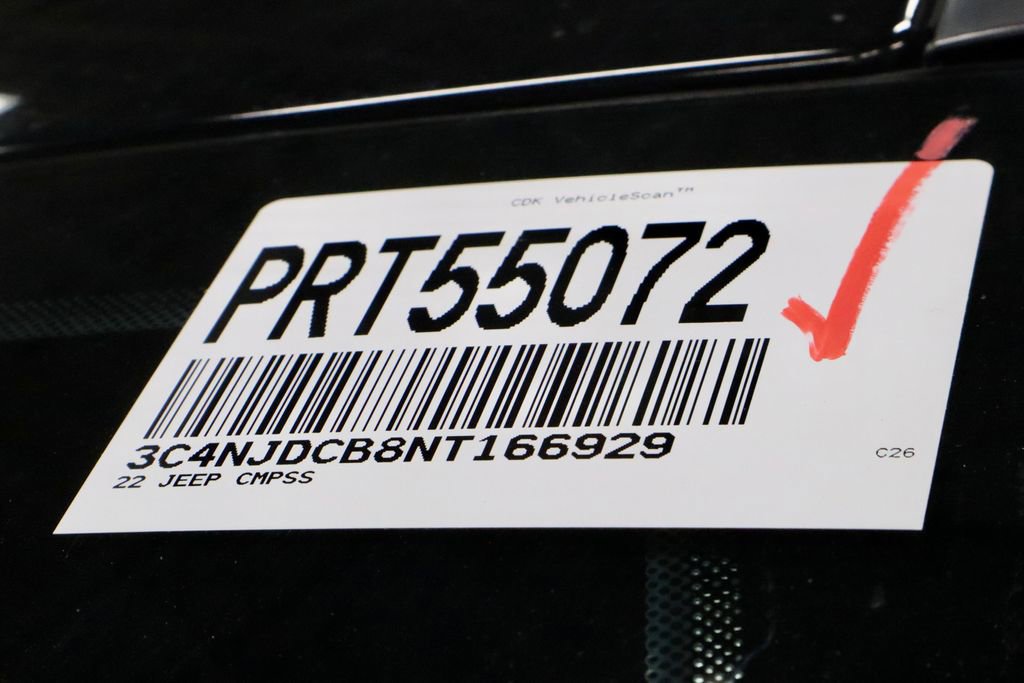 CDK VehicleScan™
PRT55072
3C4NJDCB8NT166929
22 JEEP CMPSS
C26